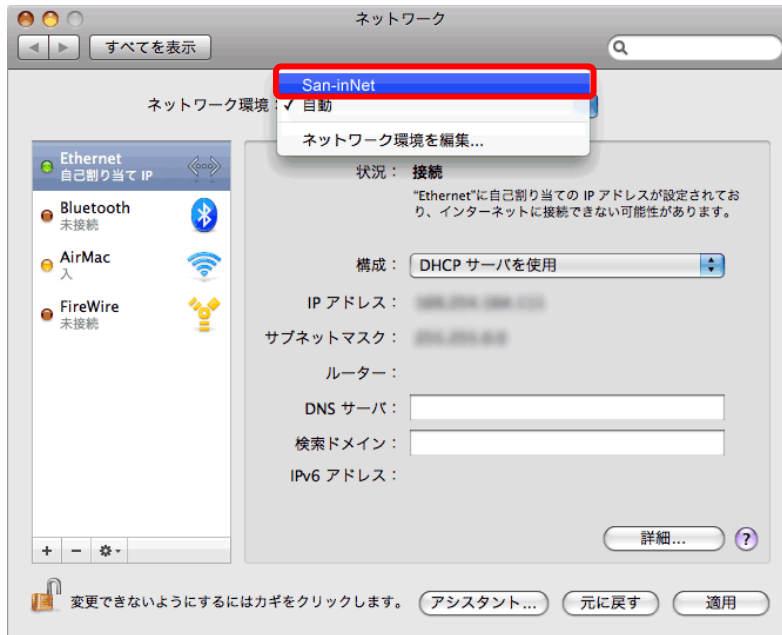 ネットワーク
すべてを表示
San-inNet
ネットワーク環境：✓ 自動
ネットワーク環境を編集...
Ethernet
自己割り当て IP
Bluetooth
未接続
AirMac
入
FireWire
未接続
状況： 接続
“Ethernet”に自己割り当ての IP アドレスが設定されてお
り、インターネットに接続できない可能性があります。
構成： DHCP サーバを使用
IP アドレス：
サブネットマスク：
ルーター：
DNS サーバ：
検索ドメイン：
IPv6 アドレス：
詳細... ?
+ −
変更できないようにするにはカギをクリックします。 アシスタント... 元に戻す 適用